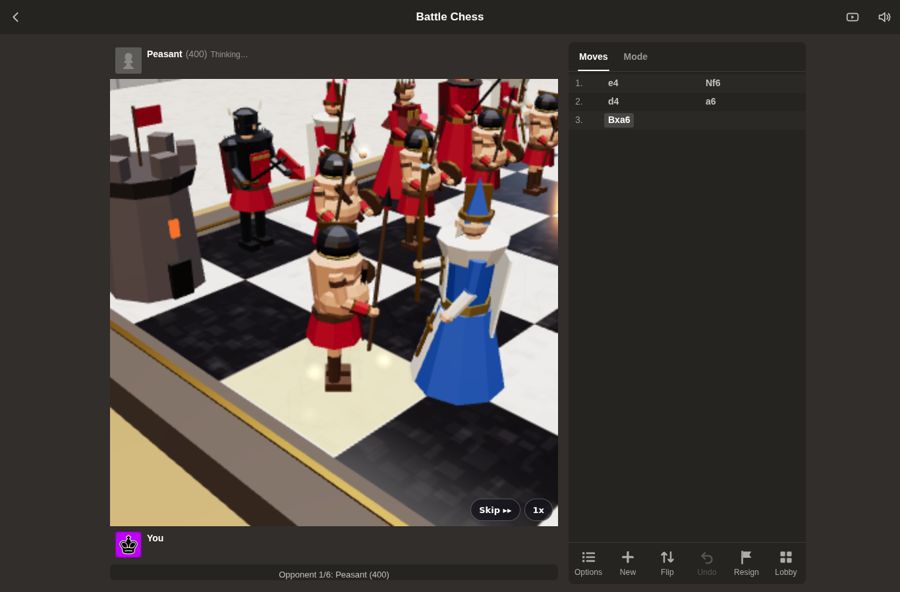 Battle Chess
Peasant (400) Thinking...
Moves Mode
1. e4 Nf6
2. d4 a6
3. Bxa6
Skip ▸▸ 1x
You
Opponent 1/6: Peasant (400)
Options New Flip Undo Resign Lobby